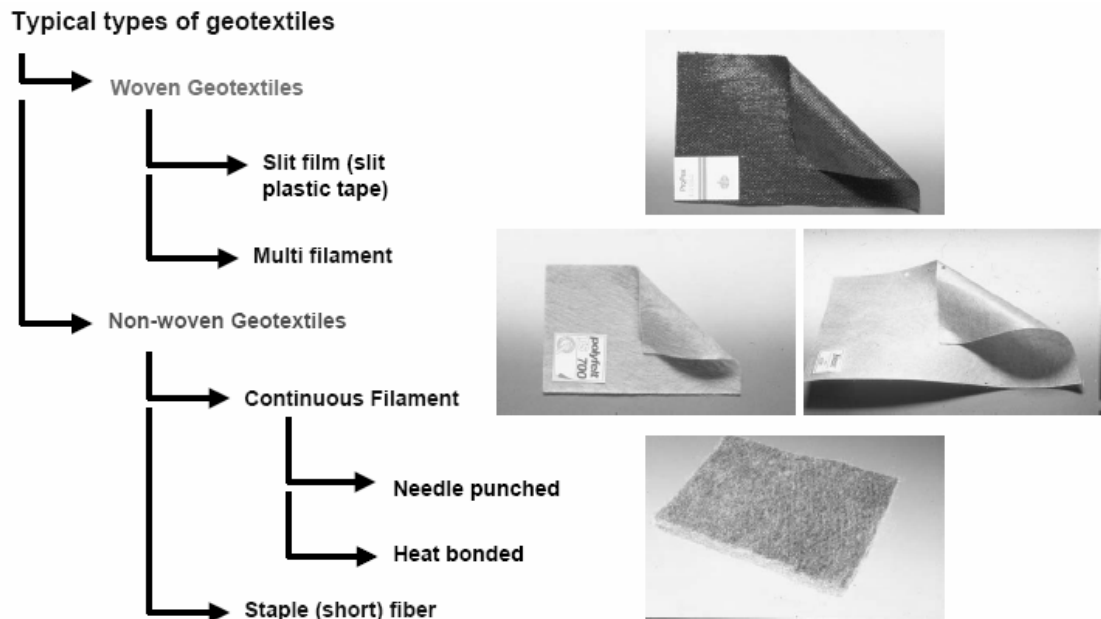 Typical types of geotextiles
Woven Geotextiles
Slit film (slit
plastic tape)
Multi filament
Non-woven Geotextiles
Continuous Filament
Needle punched
Heat bonded
Staple (short) fiber
polyfelt
700